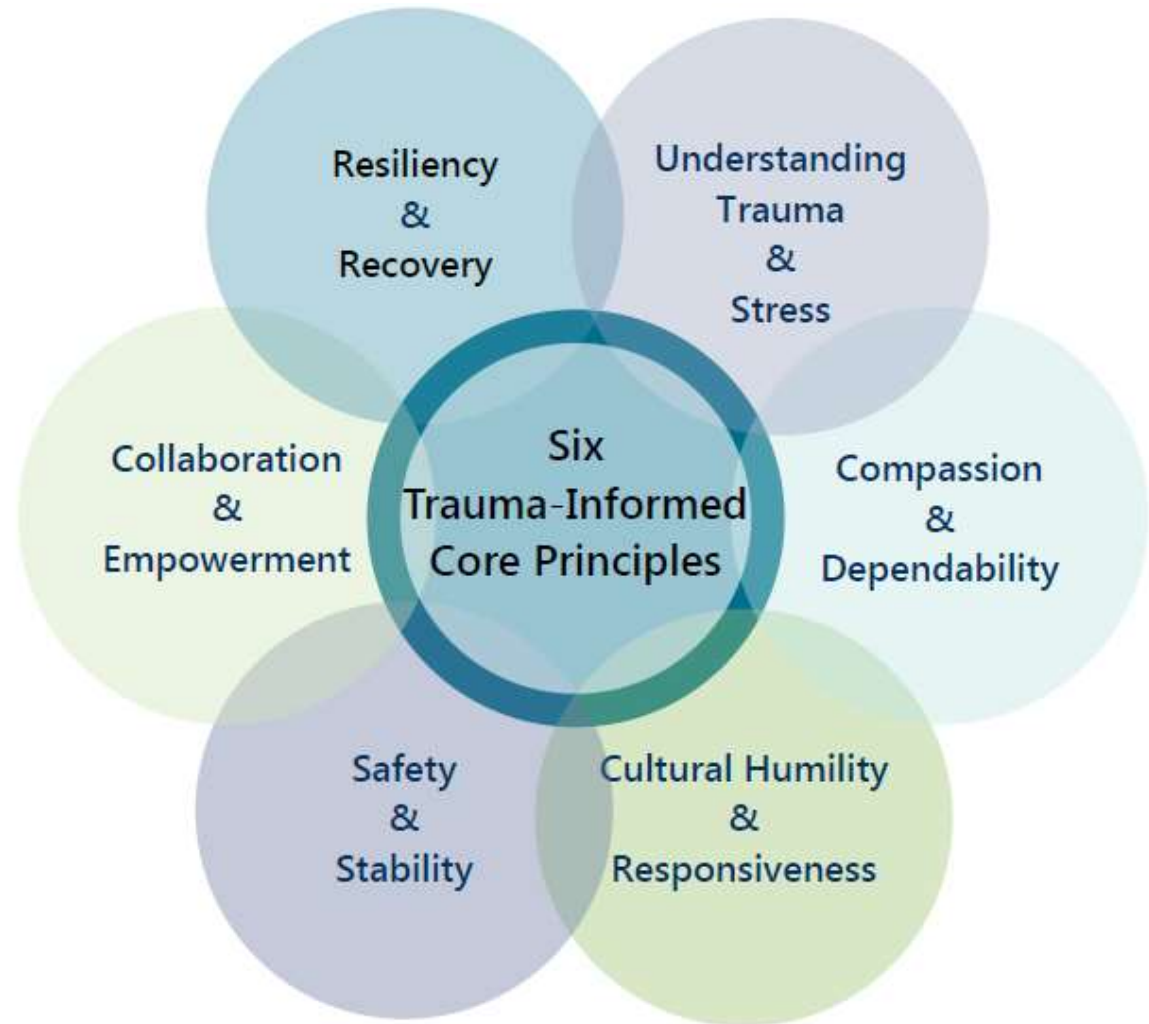 Resiliency
&
Recovery
Understanding
Trauma
&
Stress
Collaboration
&
Empowerment
Six
Trauma-Informed
Core Principles
Compassion
&
Dependability
Safety
&
Stability
Cultural Humility
&
Responsiveness